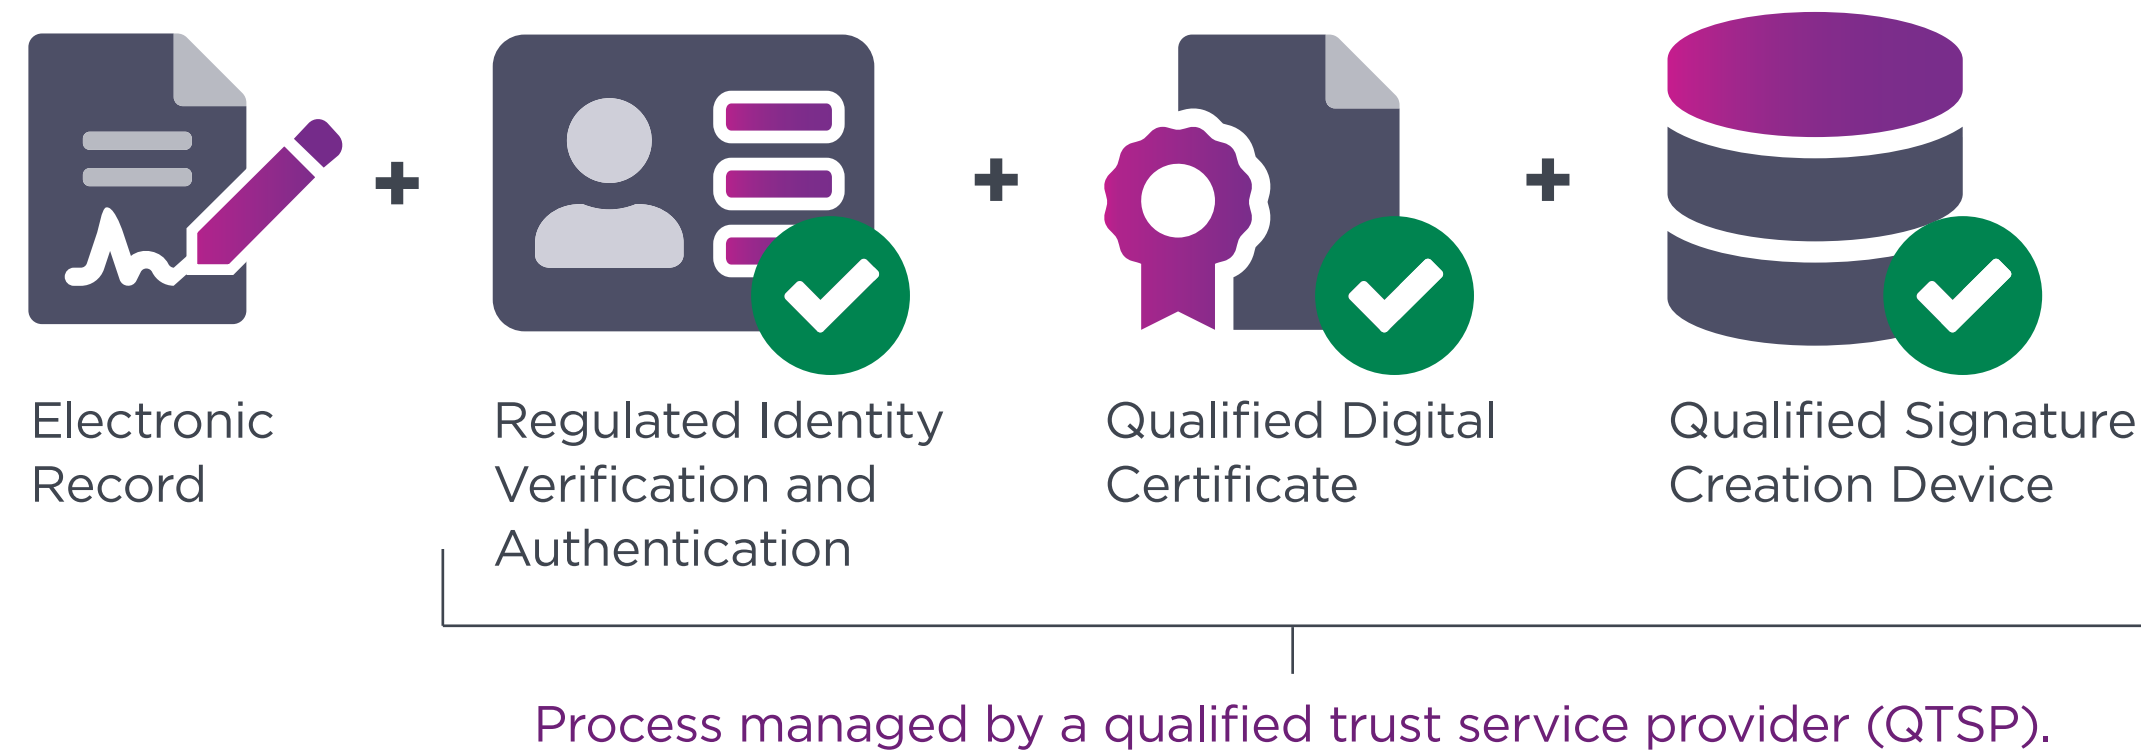 Electronic
Record
Regulated Identity
Verification and
Authentication
Qualified Digital
Certificate
Qualified Signature
Creation Device
Process managed by a qualified trust service provider (QTSP).